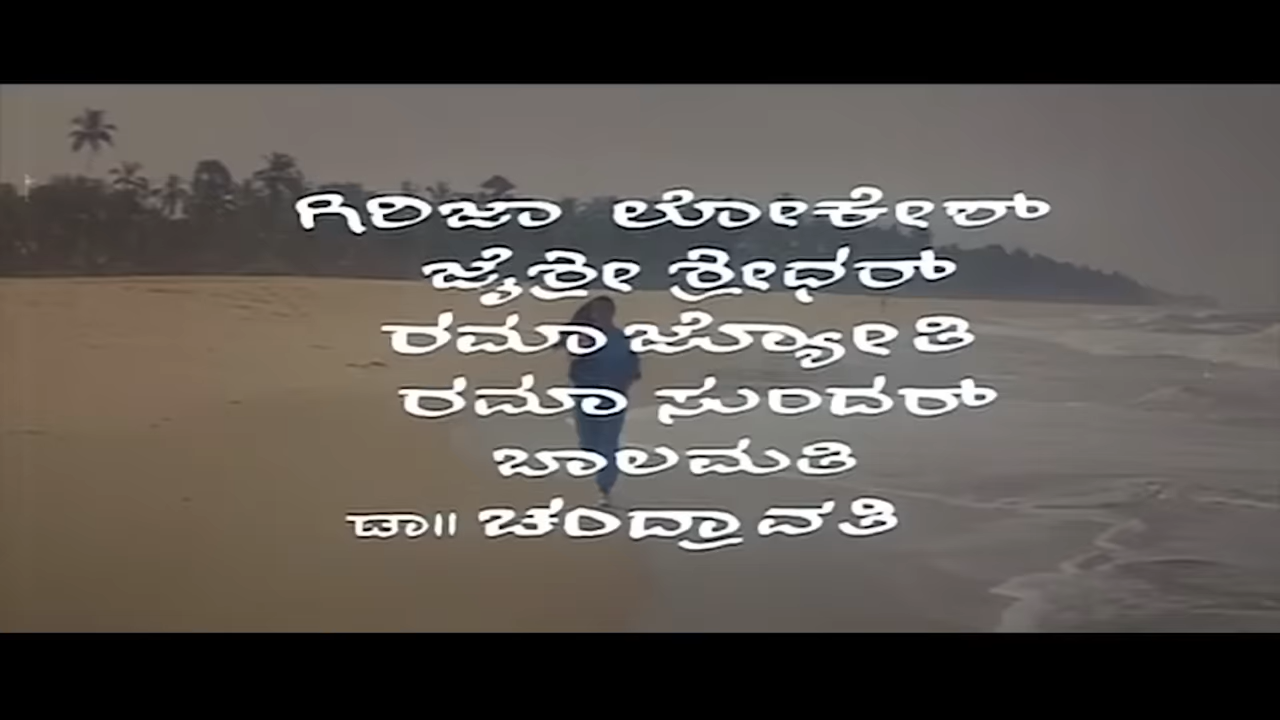 ಗಿರಿಜಾ ಲೋಕೇಶ್
ಜೈಶ್ರೀ ಶ್ರೀಧರ್
ರಮಾಜ್ಯೋತಿ
ರಮಾ ಸುಂದರ್
ಬಾಲಮತಿ
ಡಾ।। ಚಂದ್ರಾವತಿ